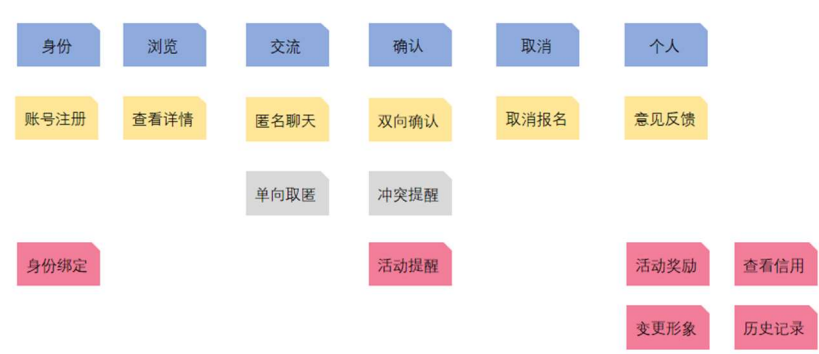 身份 浏览 交流 确认 取消 个人
账号注册 查看详情 匿名聊天 双向确认 取消报名 意见反馈
单向取匿 冲突提醒
身份绑定 活动提醒 活动奖励 查看信用
变更形象 历史记录